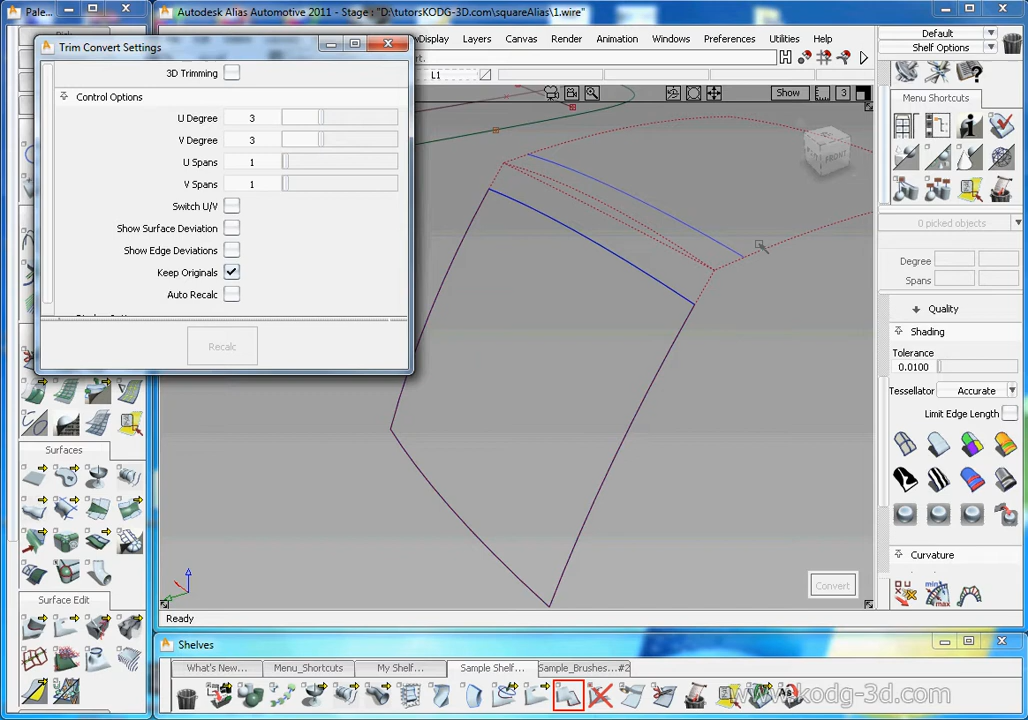 Pale...
Autodesk Alias Automotive 2011 - Stage : "D:\tutorsKODG-3D.com\squareAlias\1.wire"
Trim Convert Settings
Display
Layers
Canvas
Render
Animation
Windows
Preferences
Utilities
Help
Default
Shelf Options
L1
Show
3
3D Trimming
Control Options
U Degree 3
V Degree 3
U Spans 1
V Spans 1
Switch U/V
Show Surface Deviation
Show Edge Deviations
Keep Originals
Auto Recalc
Recalc
FRONT
Menu Shortcuts
0 picked objects
Degree
Spans
Quality
Shading
Tolerance
0.0100
Tessellator Accurate
Limit Edge Length
Curvature
Surfaces
Surface Edit
Convert
Ready
Shelves
What's New...
Menu_Shortcuts
My Shelf...
Sample Shelf...
Sample_Brushes...#2
www.kodg-3d.com